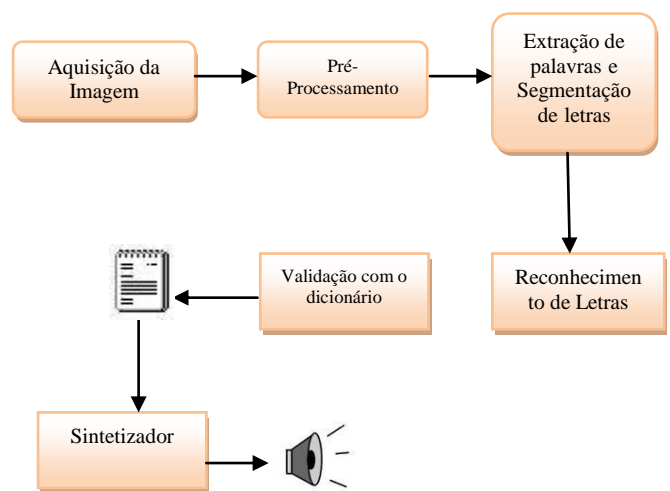 Aquisição da
Imagem
Pré-
Processamento
Extração de
palavras e
Segmentação
de letras
Reconhecimen
to de Letras
Validação com o
dicionário
Sintetizador